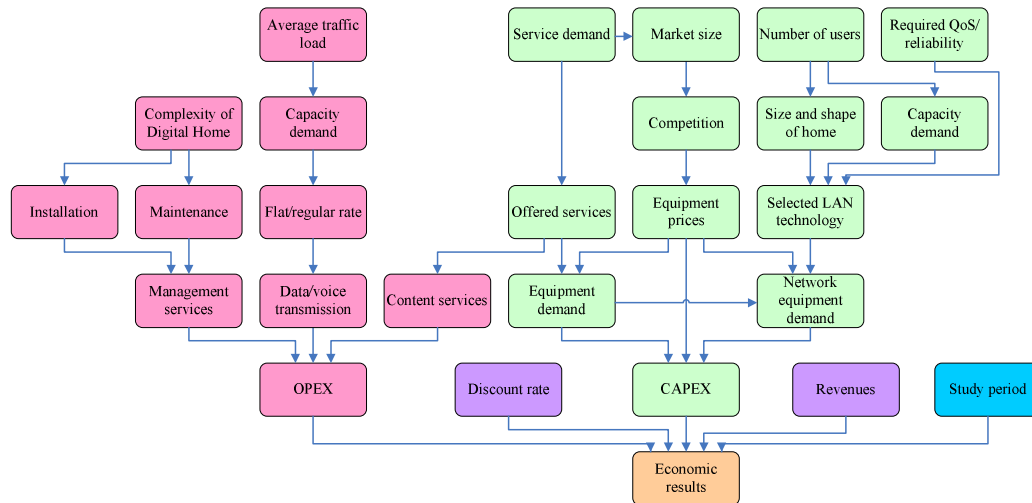 Average traffic
load
Service demand
Market size
Number of users
Required QoS/
reliability
Complexity of
Digital Home
Capacity
demand
Competition
Size and shape
of home
Capacity
demand
Installation
Maintenance
Flat/regular rate
Offered services
Equipment
prices
Selected LAN
technology
Management
services
Data/voice
transmission
Content services
Equipment
demand
Network
equipment
demand
OPEX
Discount rate
CAPEX
Revenues
Study period
Economic
results